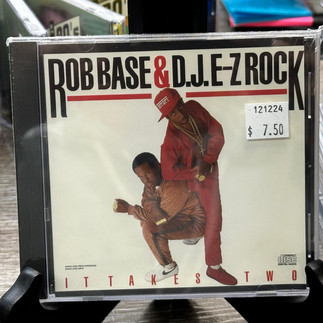 ROB BASE & D.J. E-Z ROCK
121224
$ 7.50
IT TAKES TWO